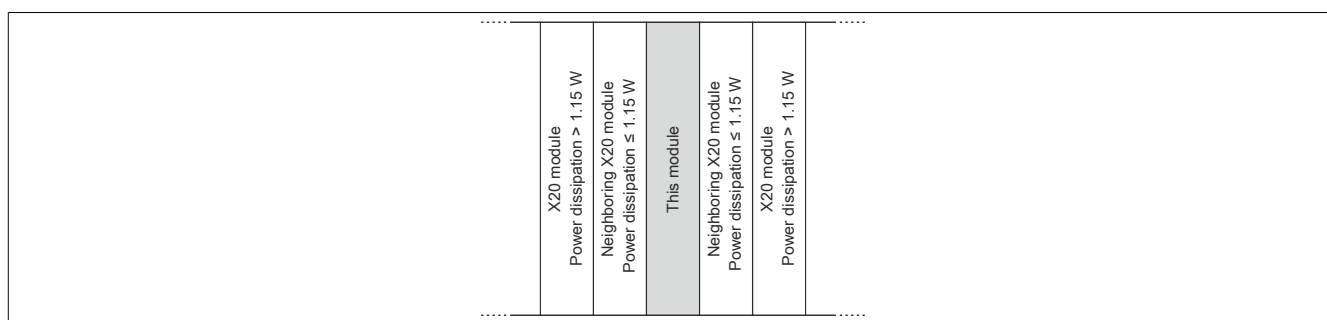 X20 module
Power dissipation > 1.15 W
Neighboring X20 module
Power dissipation ≤ 1.15 W
This module
Neighboring X20 module
Power dissipation ≤ 1.15 W
X20 module
Power dissipation > 1.15 W